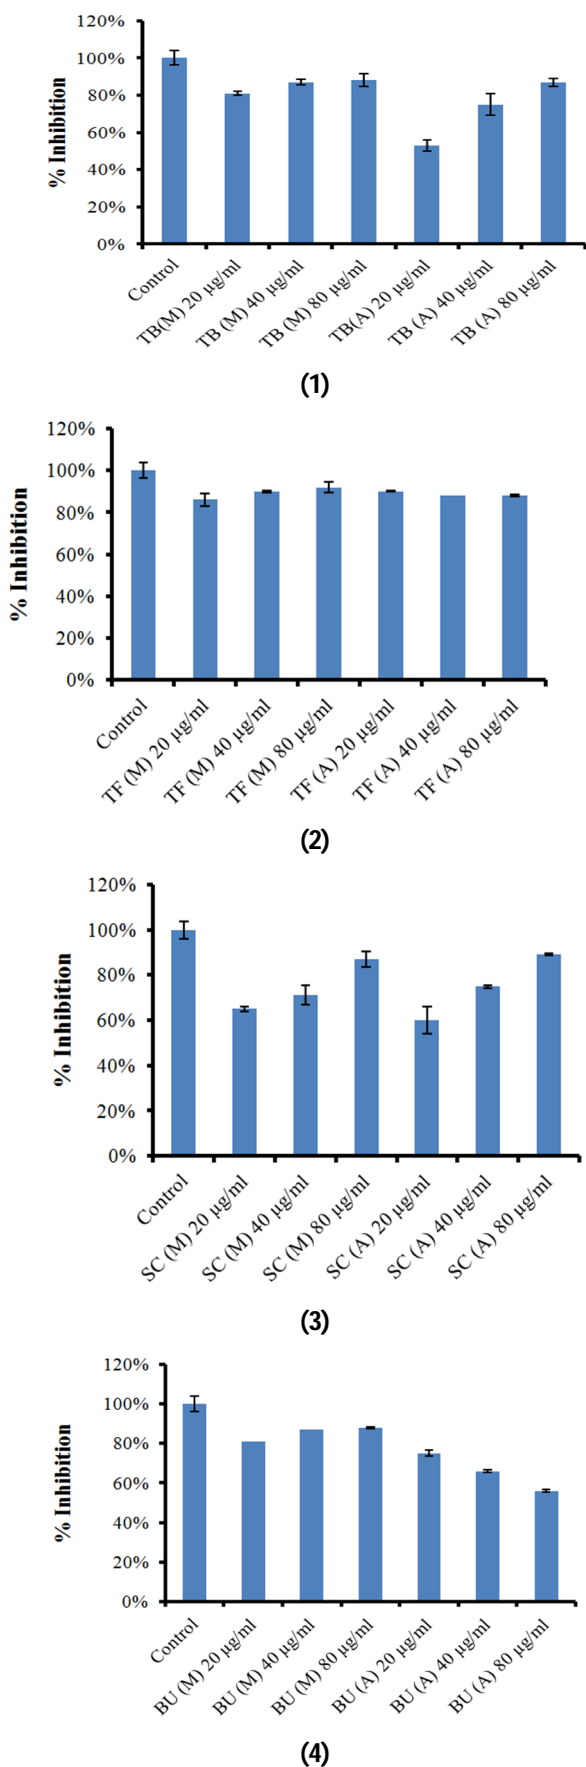 120%
100%
80%
60%
40%
20%
0%
% Inhibition
Control
TB(M) 20 µg/ml
TB (M) 40 µg/ml
TB (M) 80 µg/ml
TB(A) 20 µg/ml
TB (A) 40 µg/ml
TB (A) 80 µg/ml
(1)
120%
100%
80%
60%
40%
20%
0%
% Inhibition
Control
TF (M) 20 µg/ml
TF (M) 40 µg/ml
TF (M) 80 µg/ml
TF (A) 20 µg/ml
TF (A) 40 µg/ml
TF (A) 80 µg/ml
(2)
120%
100%
80%
60%
40%
20%
0%
% Inhibition
Control
SC (M) 20 µg/ml
SC (M) 40 µg/ml
SC (M) 80 µg/ml
SC (A) 20 µg/ml
SC (A) 40 µg/ml
SC (A) 80 µg/ml
(3)
120%
100%
80%
60%
40%
20%
0%
% Inhibition
Control
BU (M) 20 µg/ml
BU (M) 40 µg/ml
BU (M) 80 µg/ml
BU (A) 20 µg/ml
BU (A) 40 µg/ml
BU (A) 80 µg/ml
(4)